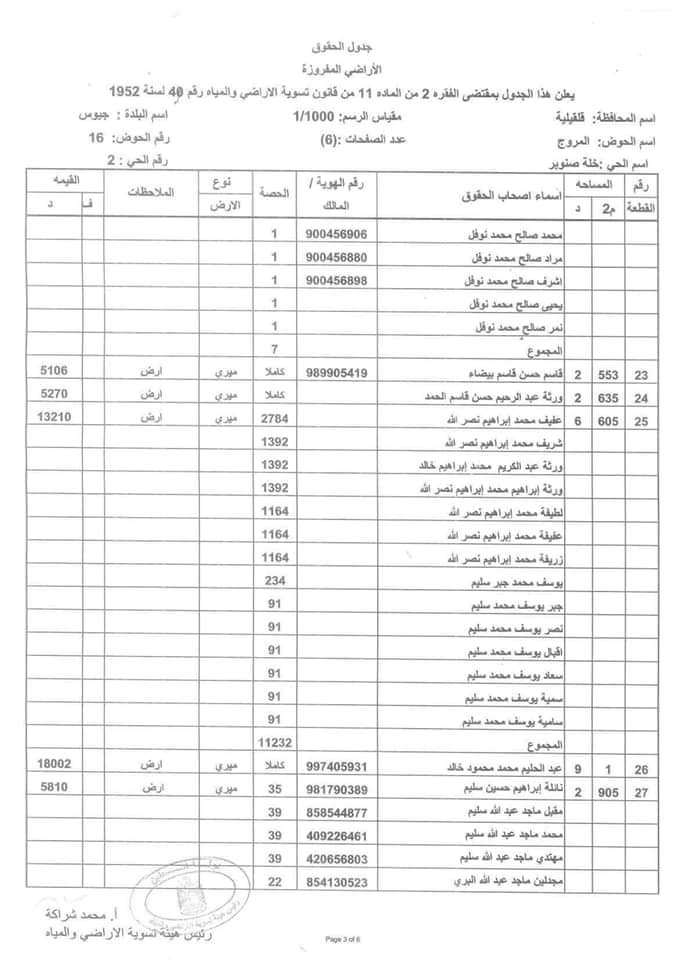 جدول الحقوق
الأراضي المفروزة
يعلن هذا الجدول بمقتضى الفقره 2 من الماده 11 من قانون تسوية الاراضي والمياه رقم 40 لسنة 1952
اسم المحافظة: قلقيلية مقياس الرسم: 1/1000 اسم البلدة : جيوس
اسم الحوض: المروج عدد الصفحات :(6) رقم الحوض: 16
اسم الحي :خلة صنوبر رقم الحي : 2
رقم القطعة المساحه م2 د اسماء اصحاب الحقوق رقم الهوية / المالك الحصة نوع الارض الملاحظات القيمه ف د
محمد صالح محمد نوفل 900456906 1
مراد صالح محمد نوفل 900456880 1
اشرف صالح محمد نوفل 900456898 1
يحيى صالح محمد نوفل 1
نمر صالح محمد نوفل 1
المجموع 7
23 553 2 قاسم حسن قاسم بيضاء 989905419 كاملا ميري ارض 5106
24 635 2 ورثة عبد الرحيم حسن قاسم الحمد كاملا ميري ارض 5270
25 605 6 عفيف محمد إبراهيم نصر الله 2784 ميري ارض 13210
شريف محمد إبراهيم نصر الله 1392
ورثة عبد الكريم محمد إبراهيم خالد 1392
ورثة إبراهيم محمد إبراهيم نصر الله 1392
لطيفة محمد إبراهيم نصر الله 1164
عفيفة محمد إبراهيم نصر الله 1164
زريفة محمد إبراهيم نصر الله 1164
يوسف محمد جبر سليم 234
جبر يوسف محمد سليم 91
نصر يوسف محمد سليم 91
اقبال يوسف محمد سليم 91
سعاد يوسف محمد سليم 91
سمية يوسف محمد سليم 91
سامية يوسف محمد سليم 91
المجموع 11232
26 1 9 عبد الحليم محمد محمود خالد 997405931 كاملا ميري ارض 18002
27 905 2 نائلة إبراهيم حسين سليم 981790389 35 ميري ارض 5810
مقبل ماجد عبد الله سليم 858544877 39
محمد ماجد عبد الله سليم 409226461 39
مهتدي ماجد عبد الله سليم 420656803 39
مجدلين ماجد عبد الله البري 854130523 22
أ. محمد شراكة
رئيس هيئة تسوية الاراضي والمياه
Page 3 of 6